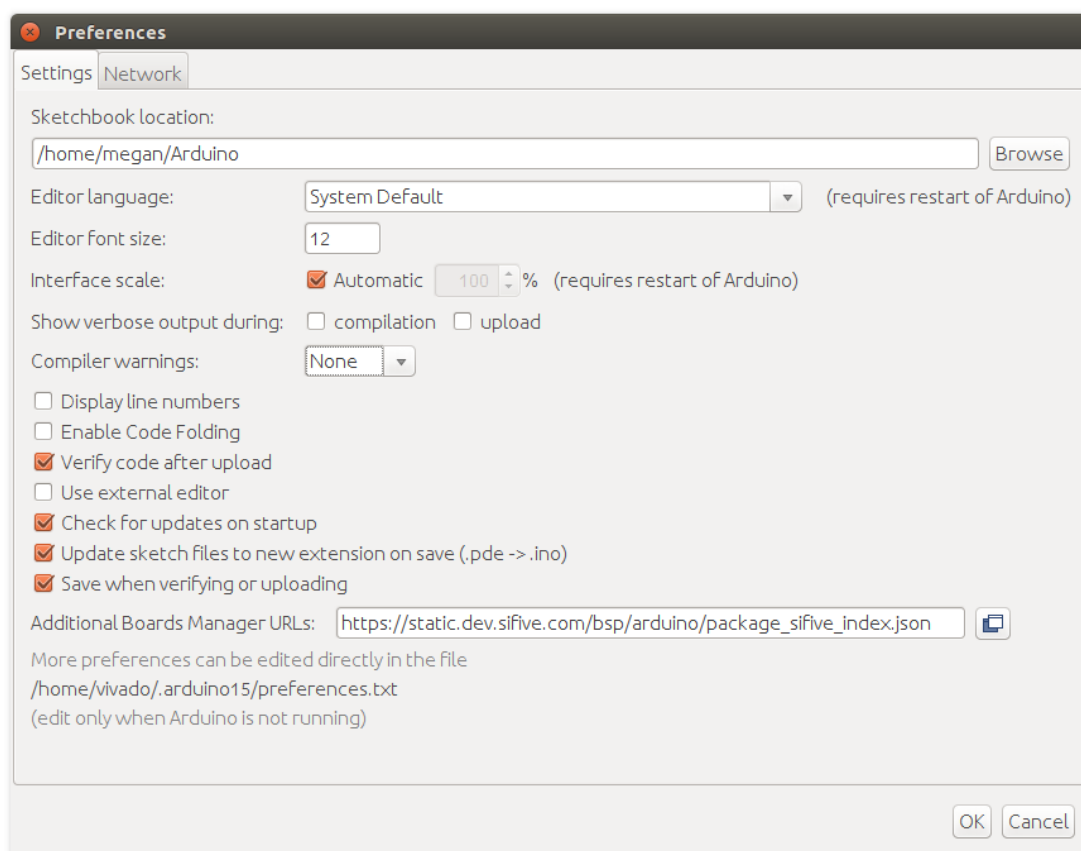 Preferences
Settings Network
Sketchbook location:
/home/megan/Arduino Browse
Editor language: System Default (requires restart of Arduino)
Editor font size: 12
Interface scale: Automatic 100 % (requires restart of Arduino)
Show verbose output during: compilation upload
Compiler warnings: None
Display line numbers
Enable Code Folding
Verify code after upload
Use external editor
Check for updates on startup
Update sketch files to new extension on save (.pde -> .ino)
Save when verifying or uploading
Additional Boards Manager URLs: https://static.dev.sifive.com/bsp/arduino/package_sifive_index.json
More preferences can be edited directly in the file
/home/vivado/.arduino15/preferences.txt
(edit only when Arduino is not running)
OK Cancel